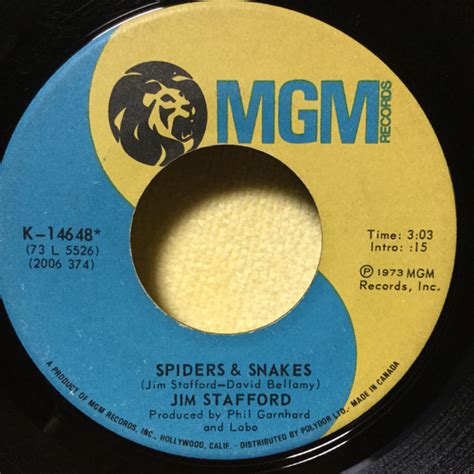 MGM
RECORDS
K-14648*
(73 L 5526)
(2006 374)
Time: 3:03
Intro: :15
Ⓟ 1973 MGM
Records, Inc.
SPIDERS & SNAKES
(Jim Stafford-David Bellamy)
JIM STAFFORD
Produced by Phil Garnhard
and Lobo
A PRODUCT OF MGM RECORDS, INC., HOLLYWOOD, CALIF. - DISTRIBUTED BY POLYDOR LTD. MADE IN CANADA